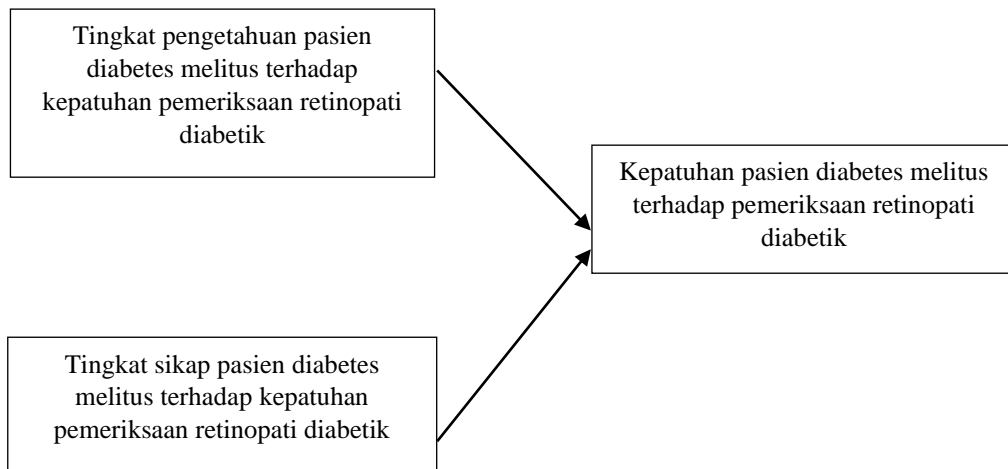 Tingkat pengetahuan pasien
diabetes melitus terhadap
kepatuhan pemeriksaan retinopati
diabetik
Kepatuhan pasien diabetes melitus
terhadap pemeriksaan retinopati
diabetik
Tingkat sikap pasien diabetes
melitus terhadap kepatuhan
pemeriksaan retinopati diabetik